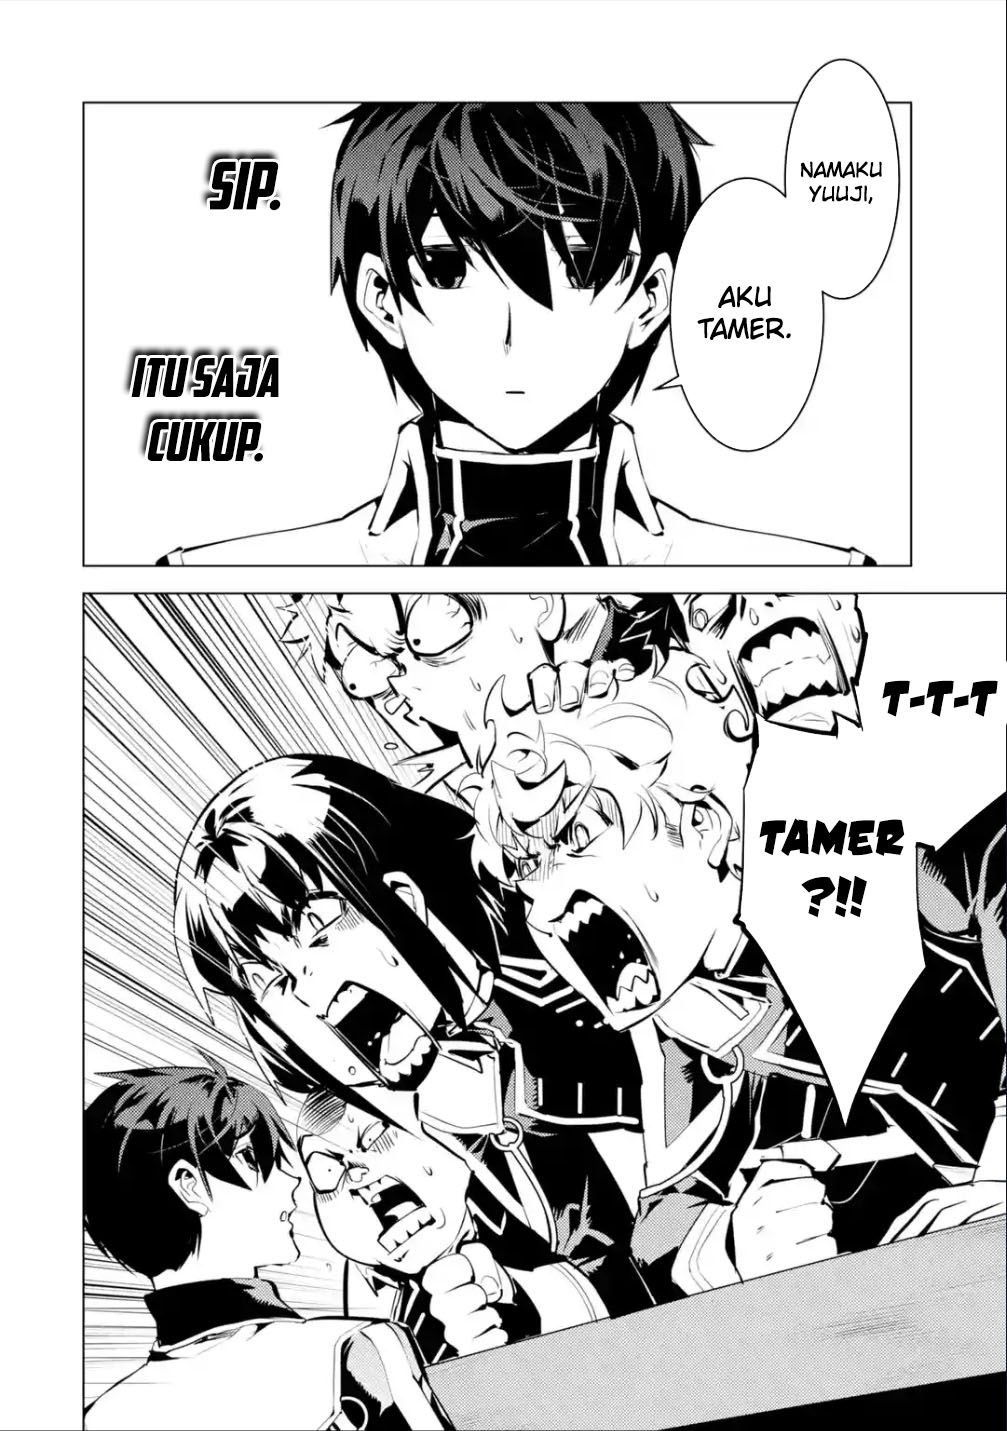 NAMAKU
YUUJI,
AKU
TAMER.
SIP.
ITU SAJA
CUKUP.
T-T-T
TAMER
?!!